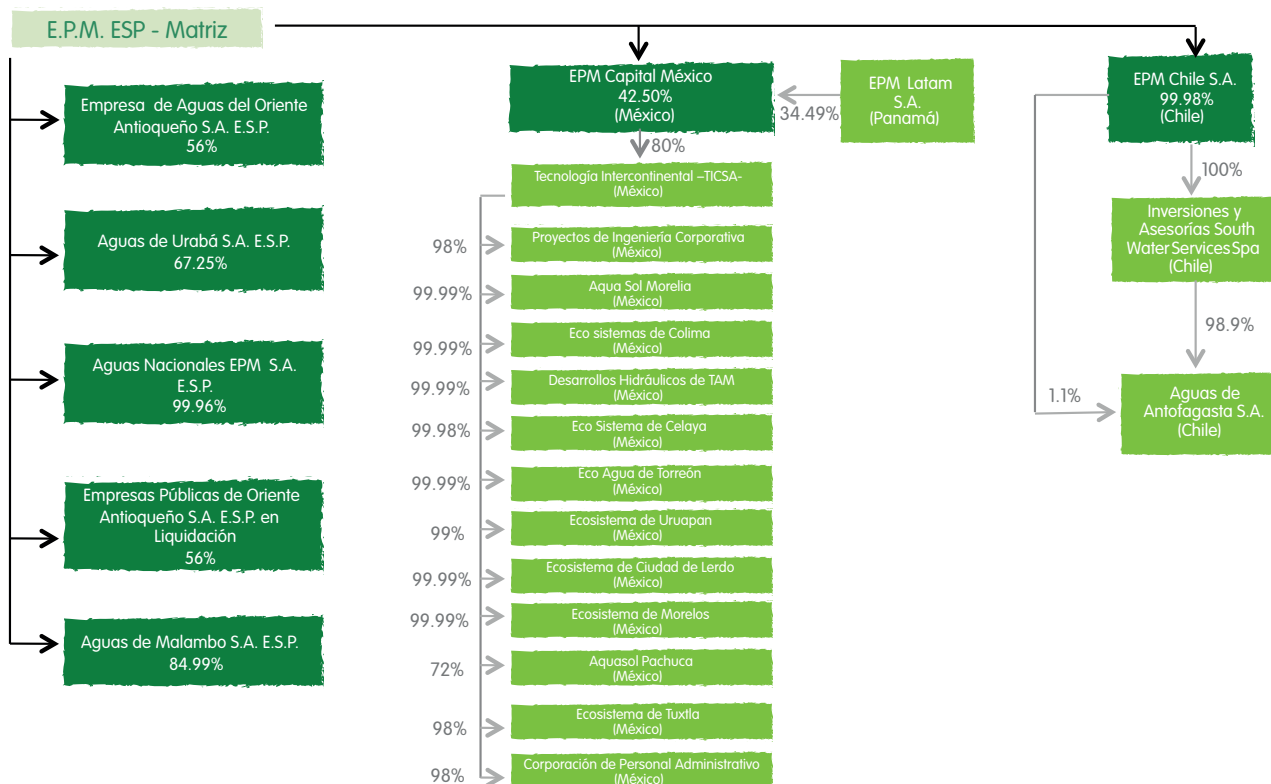 E.P.M. ESP - Matriz
Empresa de Aguas del Oriente
Antioqueño S.A. E.S.P.
56%
Aguas de Urabá S.A. E.S.P.
67.25%
Aguas Nacionales EPM S.A.
E.S.P.
99.96%
Empresas Públicas de Oriente
Antioqueño S.A. E.S.P. en
Liquidación
56%
Aguas de Malambo S.A. E.S.P.
84.99%
EPM Capital México
42.50%
(México)
34.49%
EPM Latam
S.A.
(Panamá)
80%
Tecnología Intercontinental –TICSA-
(México)
98%
Proyectos de Ingeniería Corporativa
(México)
99.99%
Aqua Sol Morelia
(México)
99.99%
Eco sistemas de Colima
(México)
99.99%
Desarrollos Hidráulicos de TAM
(México)
99.98%
Eco Sistema de Celaya
(México)
99.99%
Eco Agua de Torreón
(México)
99%
Ecosistema de Uruapan
(México)
99.99%
Ecosistema de Ciudad de Lerdo
(México)
99.99%
Ecosistema de Morelos
(México)
72%
Aquasol Pachuca
(México)
98%
Ecosistema de Tuxtla
(México)
98%
Corporación de Personal Administrativo
(México)
EPM Chile S.A.
99.98%
(Chile)
100%
Inversiones y
Asesorías South
Water Services Spa
(Chile)
98.9%
1.1%
Aguas de
Antofagasta S.A.
(Chile)